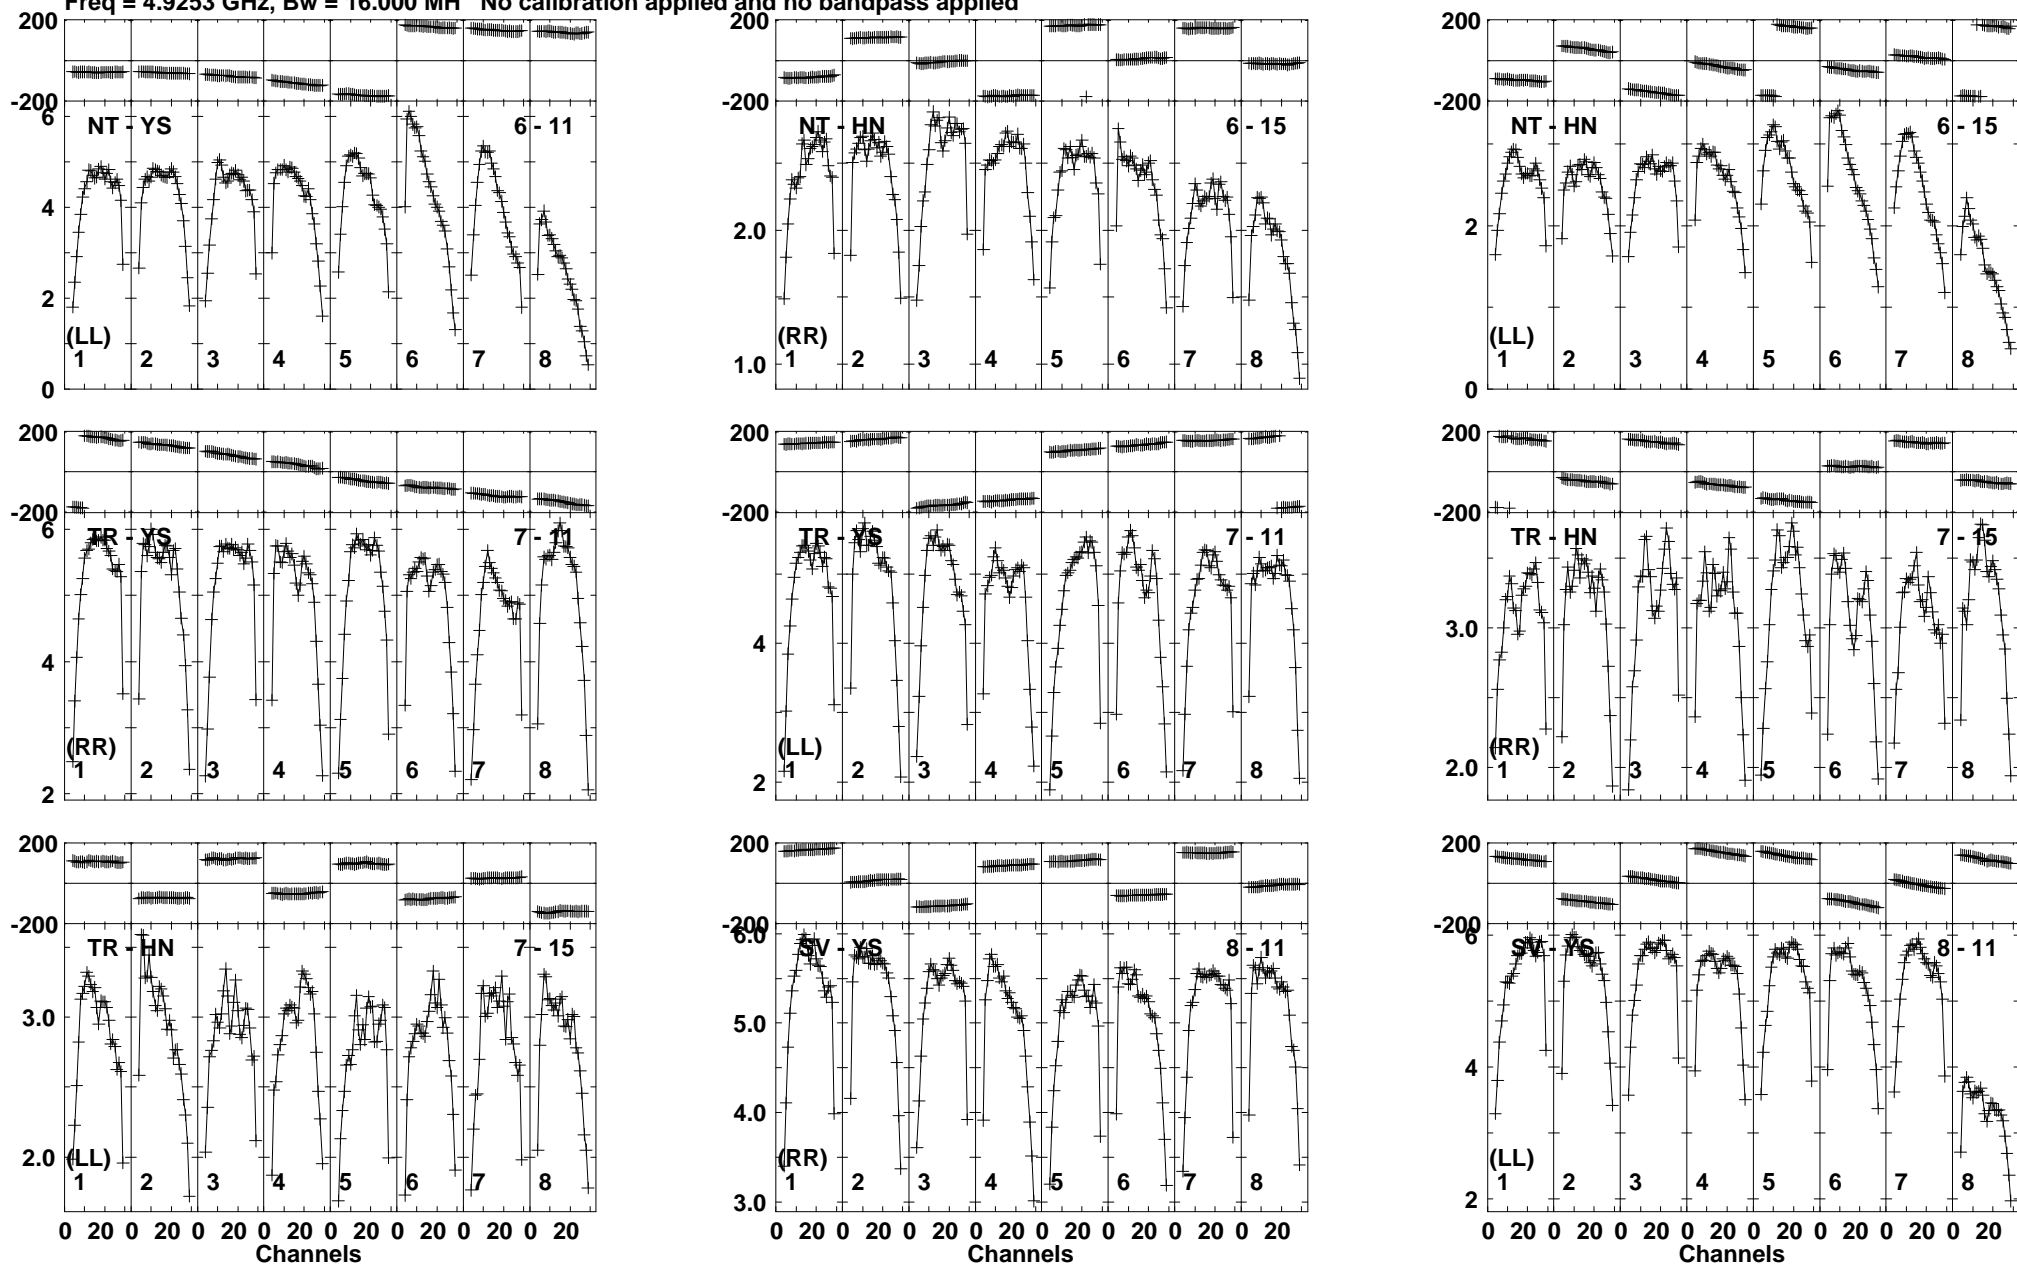 Freq = 4.9253 GHz, Bw = 16.000 MH No calibration applied and no bandpass applied
200
-200
NT - YS 6 - 11
6
4
2
0
(LL)
1 2 3 4 5 6 7 8
200
-200
NT - HN 6 - 15
2.0
1.0
(RR)
1 2 3 4 5 6 7 8
200
-200
NT - HN 6 - 15
2
0
(LL)
1 2 3 4 5 6 7 8
200
-200
TR - YS 7 - 11
6
4
2
(RR)
1 2 3 4 5 6 7 8
200
-200
TR - YS 7 - 11
4
2
(LL)
1 2 3 4 5 6 7 8
200
-200
TR - HN 7 - 15
3.0
2.0
(RR)
1 2 3 4 5 6 7 8
200
-200
TR - HN 7 - 15
3.0
2.0
(LL)
1 2 3 4 5 6 7 8
0 20 0 20 0 20 0 20 0 20 0 20 0 20 0 20
Channels
200
-200
SV - YS 8 - 11
6.0
5.0
4.0
3.0
(RR)
1 2 3 4 5 6 7 8
0 20 0 20 0 20 0 20 0 20 0 20 0 20 0 20
200
-200
SV - YS 8 - 11
6
4
2
(LL)
1 2 3 4 5 6 7 8
0 20 0 20 0 20 0 20 0 20 0 20 0 20 0 20
Channels